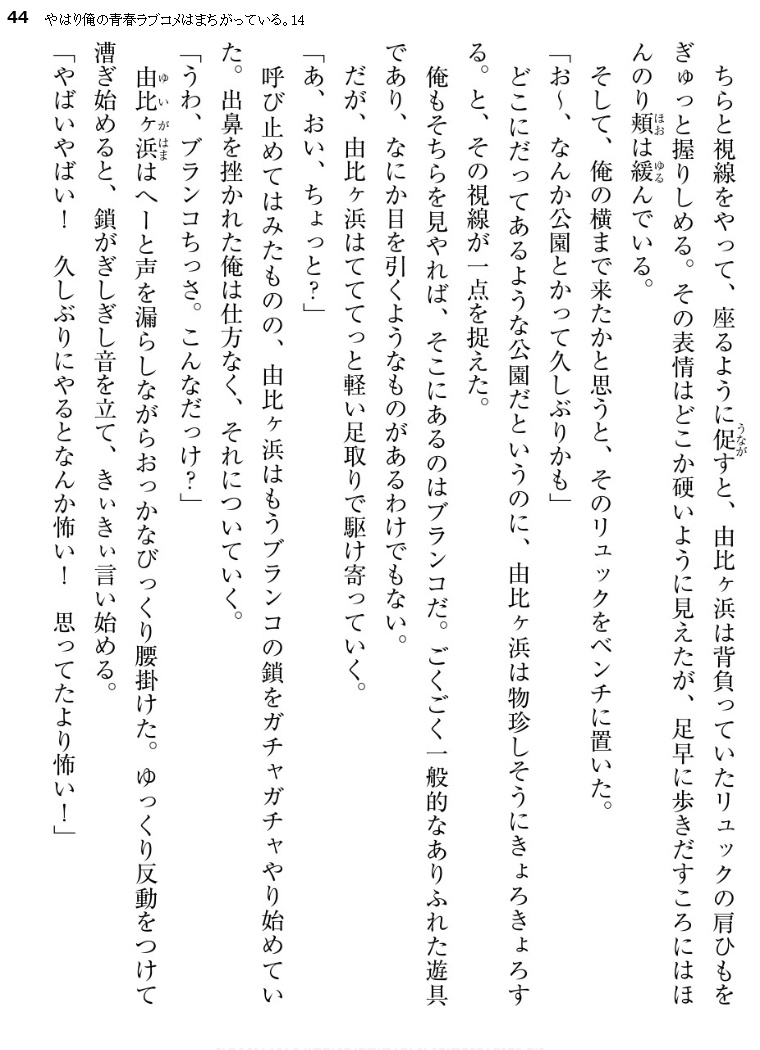 44 やはり俺の青春ラブコメはまちがっている。14
　ちらと視線をやって、座るように促すと、由比ヶ浜は背負っていたリュックの肩ひもを
ぎゅっと握りしめる。その表情はどこか硬いように見えたが、足早に歩きだすころにはほ
んのり頬は緩んでいる。
　そして、俺の横まで来たかと思うと、そのリュックをベンチに置いた。
「お～、なんか公園とかって久しぶりかも」
　どこにだってあるような公園だというのに、由比ヶ浜は物珍しそうにきょろきょろす
る。と、その視線が一点を捉えた。
　俺もそちらを見やれば、そこにあるのはブランコだ。ごくごく一般的なありふれた遊具
であり、なにか目を引くようなものがあるわけでもない。
　だが、由比ヶ浜はてててっと軽い足取りで駆け寄っていく。
「あ、おい、ちょっと？」
　呼び止めてはみたものの、由比ヶ浜はもうブランコの鎖をガチャガチャやり始めてい
た。出鼻を挫かれた俺は仕方なく、それについていく。
「うわ、ブランコちっさ。こんなだっけ？」
　由比ヶ浜はへーと声を漏らしながらおっかなびっくり腰掛けた。ゆっくり反動をつけて
漕ぎ始めると、鎖がぎしぎし音を立て、きぃきぃ言い始める。
「やばいやばい！　久しぶりにやるとなんか怖い！　思ってたより怖い！」